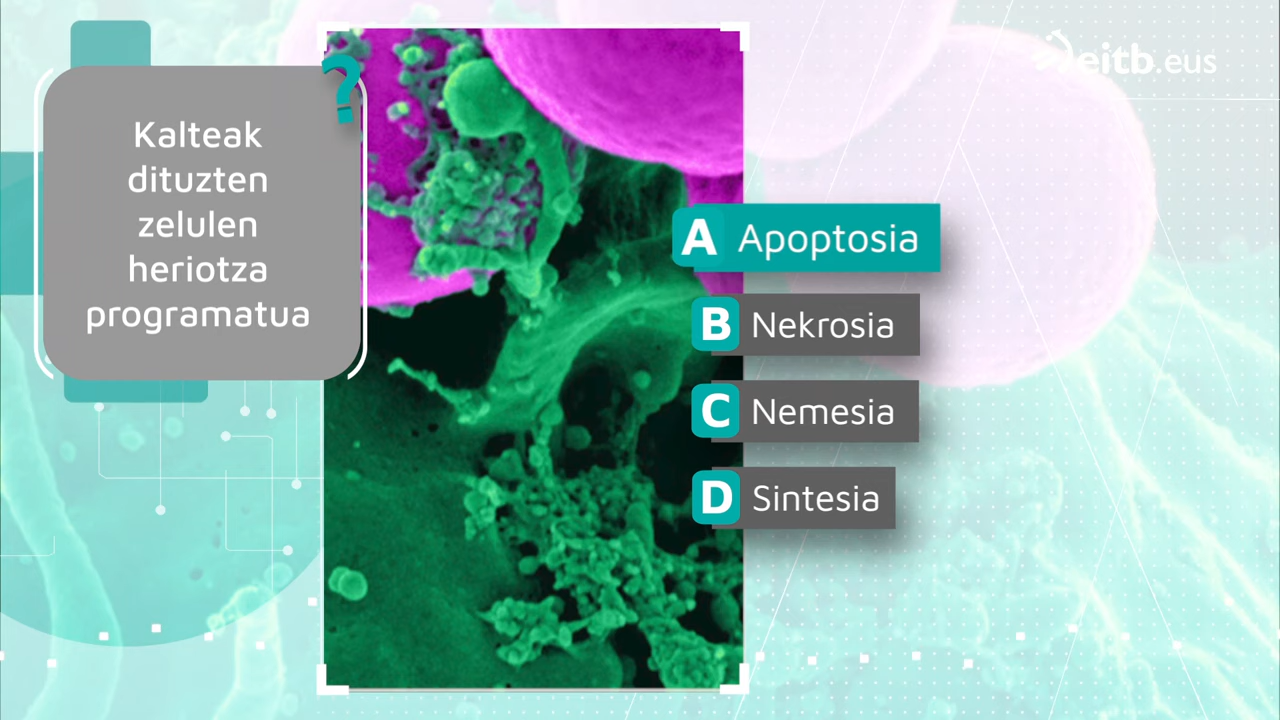 eitb.eus
?
Kalteak
dituzten
zelulen
heriotza
programatua
A Apoptosia
B Nekrosia
C Nemesia
D Sintesia